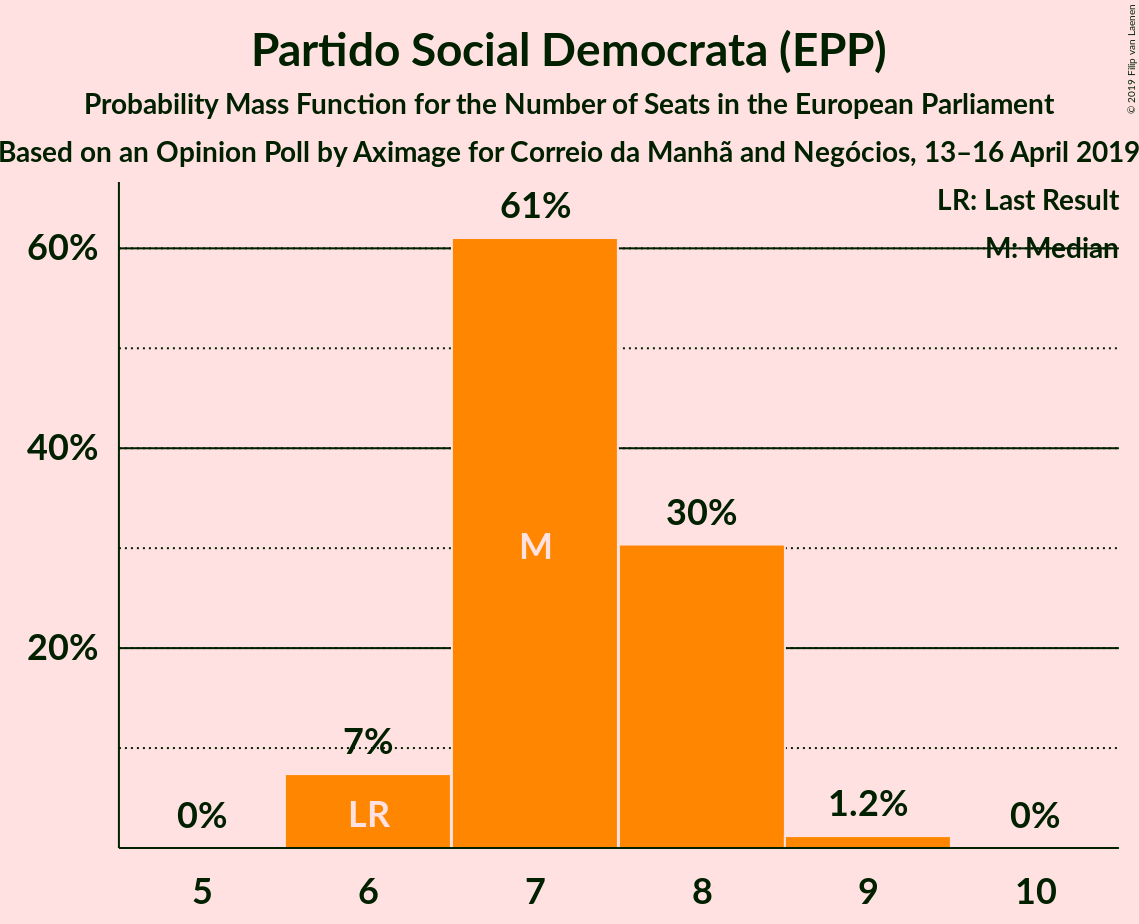 Partido Social Democrata (EPP)
Probability Mass Function for the Number of Seats in the European Parliament
Based on an Opinion Poll by Aximage for Correio da Manhã and Negócios, 13–16 April 2019
© 2019 Filip van Laenen
LR: Last Result
M: Median
60%
40%
20%
0%
7%
61%
30%
1.2%
0%
LR
M
5
6
7
8
9
10